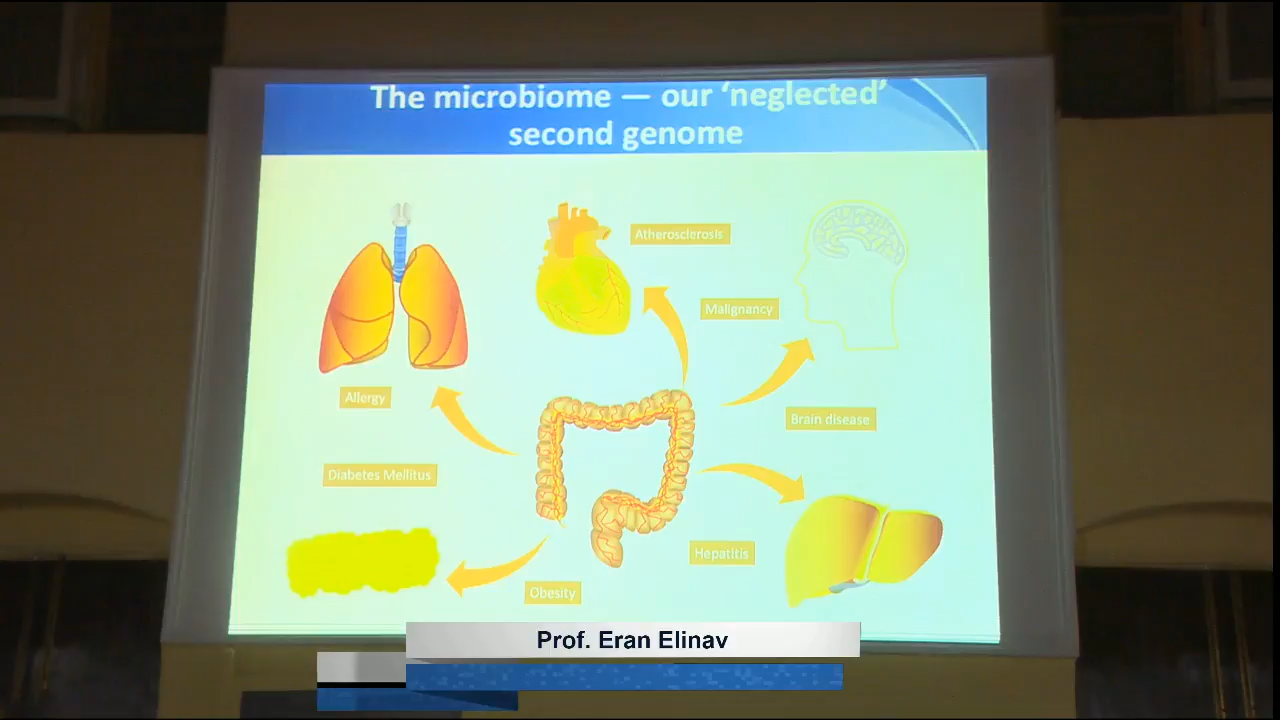 The microbiome — our ‘neglected’
second genome
Atherosclerosis
Malignancy
Allergy
Brain disease
Diabetes Mellitus
Hepatitis
Obesity
Prof. Eran Elinav